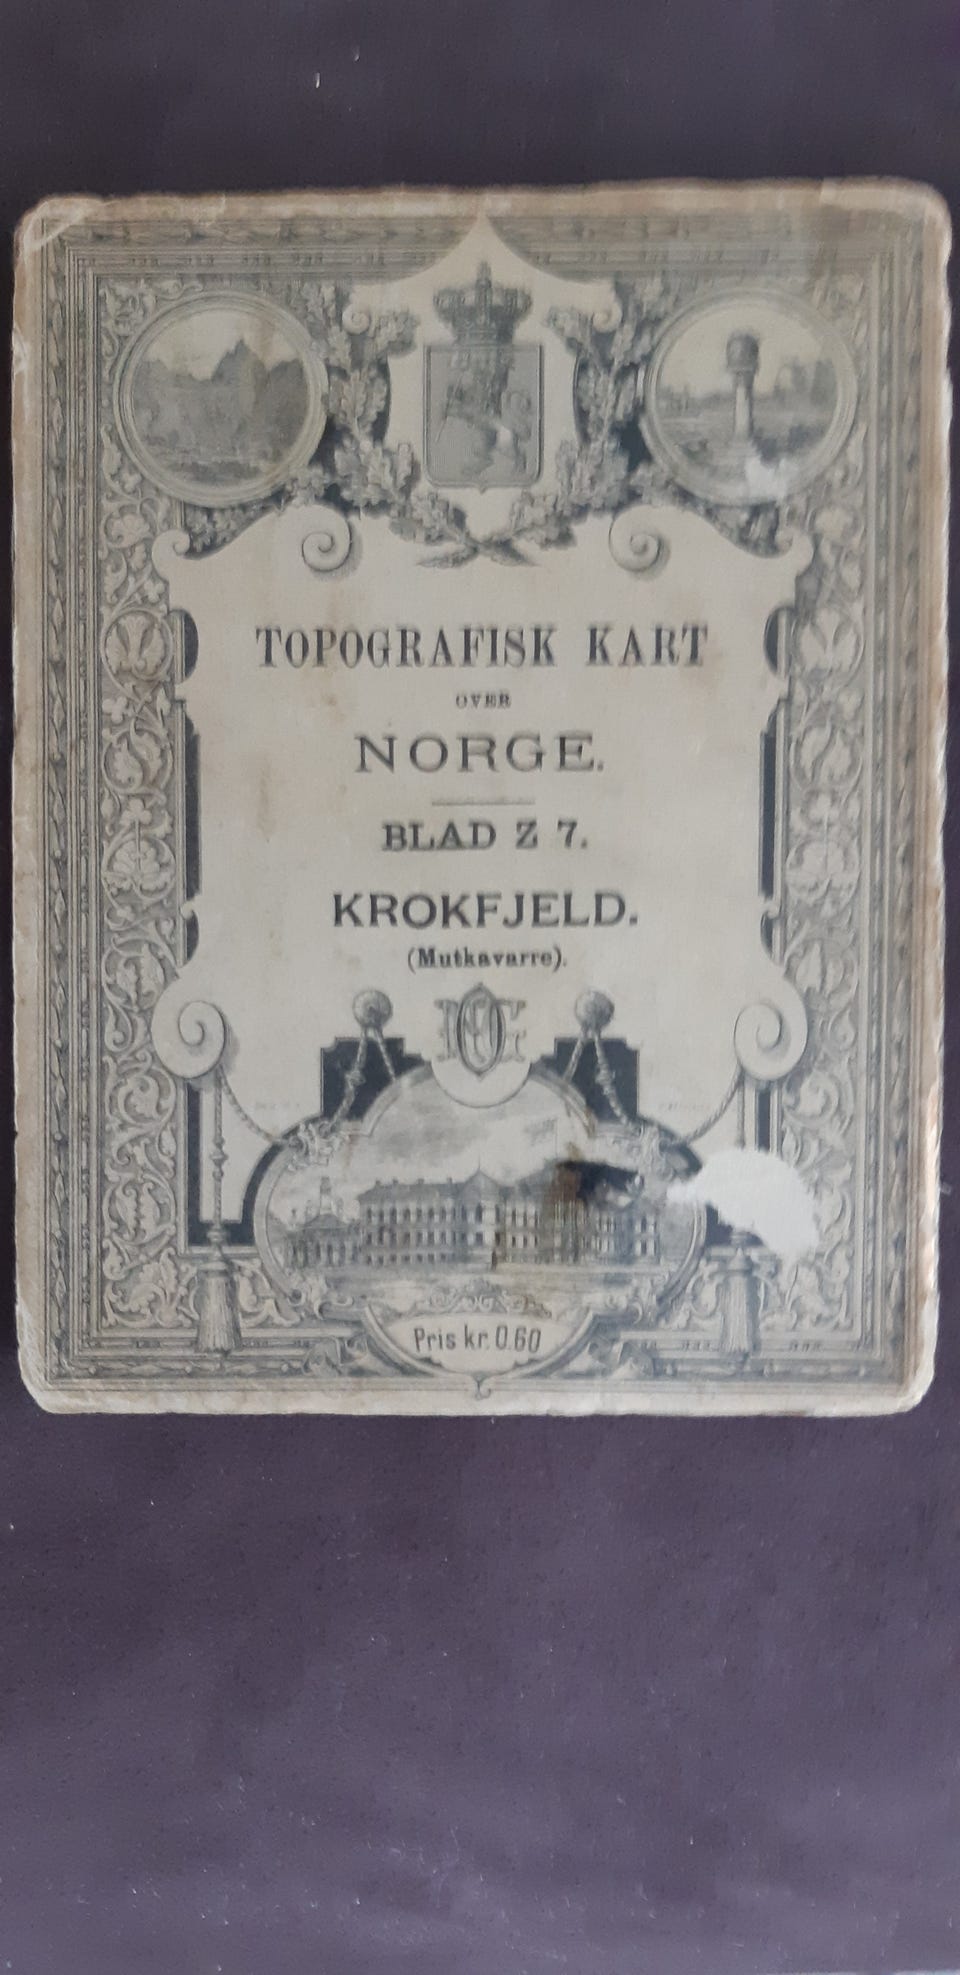 TOPOGRAFISK KART
OVER
NORGE.
BLAD Z 7.
KROKFJELD.
(Mutkavarre).
Pris kr. 0.60